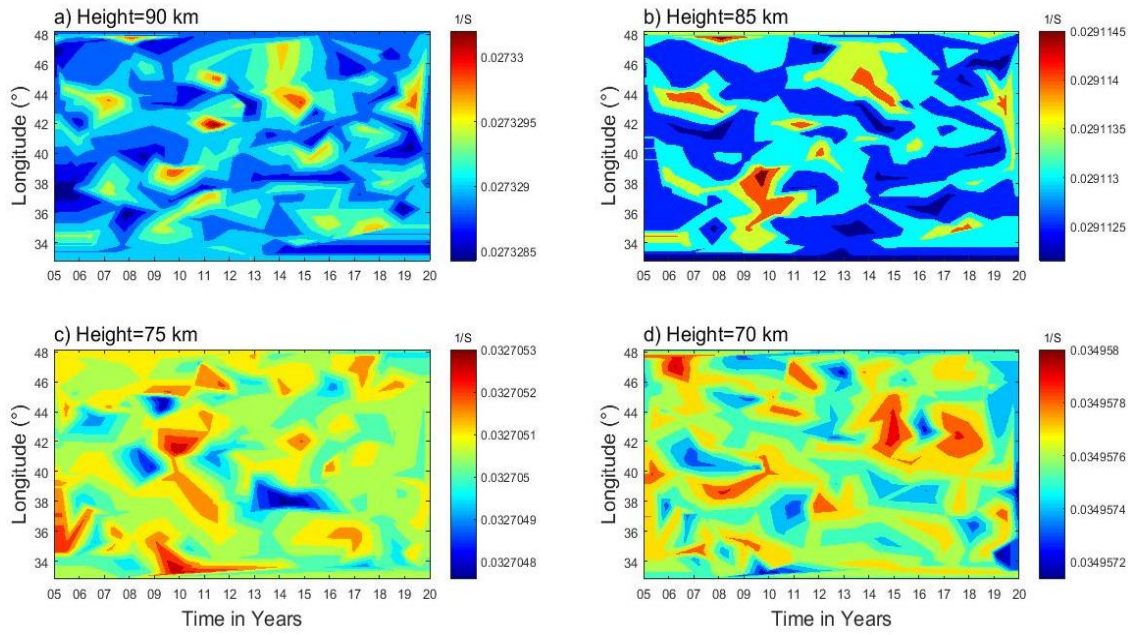 a) Height=90 km
1/S
48
46
44
42
40
38
36
34
Longitude (°)
05 06 07 08 09 10 11 12 13 14 15 16 17 18 19 20
0.02733
0.0273295
0.027329
0.0273285
b) Height=85 km
1/S
48
46
44
42
40
38
36
34
Longitude (°)
05 06 07 08 09 10 11 12 13 14 15 16 17 18 19 20
0.0291145
0.029114
0.0291135
0.029113
0.0291125
c) Height=75 km
1/S
48
46
44
42
40
38
36
34
Longitude (°)
05 06 07 08 09 10 11 12 13 14 15 16 17 18 19 20
Time in Years
0.0327053
0.0327052
0.0327051
0.032705
0.0327049
0.0327048
d) Height=70 km
1/S
48
46
44
42
40
38
36
34
Longitude (°)
05 06 07 08 09 10 11 12 13 14 15 16 17 18 19 20
Time in Years
0.034958
0.0349578
0.0349576
0.0349574
0.0349572